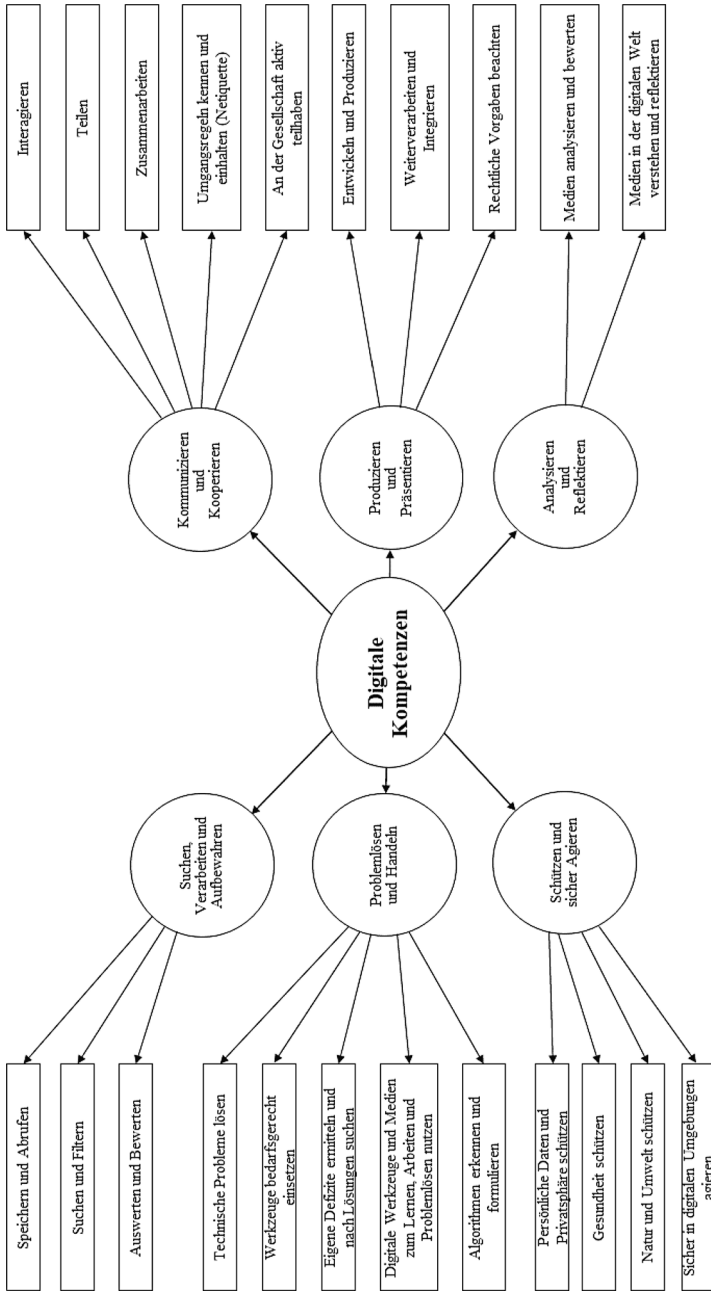 Speichern und Abrufen
Suchen und Filtern
Auswerten und Bewerten
Suchen,
Verarbeiten und
Aufbewahren
Technische Probleme lösen
Werkzeuge bedarfsgerecht
einsetzen
Eigene Defizite ermitteln und
nach Lösungen suchen
Digitale Werkzeuge und Medien
zum Lernen, Arbeiten und
Problemlösen nutzen
Algorithmen erkennen und
formulieren
Problemlösen
und Handeln
Persönliche Daten und
Privatsphäre schützen
Gesundheit schützen
Natur und Umwelt schützen
Sicher in digitalen Umgebungen
agieren
Schützen und
sicher Agieren
Digitale
Kompetenzen
Kommunizieren
und
Kooperieren
Interagieren
Teilen
Zusammenarbeiten
Umgangsregeln kennen und
einhalten (Netiquette)
An der Gesellschaft aktiv
teilhaben
Produzieren
und
Präsentieren
Entwickeln und Produzieren
Weiterverarbeiten und
Integrieren
Rechtliche Vorgaben beachten
Analysieren
und
Reflektieren
Medien analysieren und bewerten
Medien in der digitalen Welt
verstehen und reflektieren